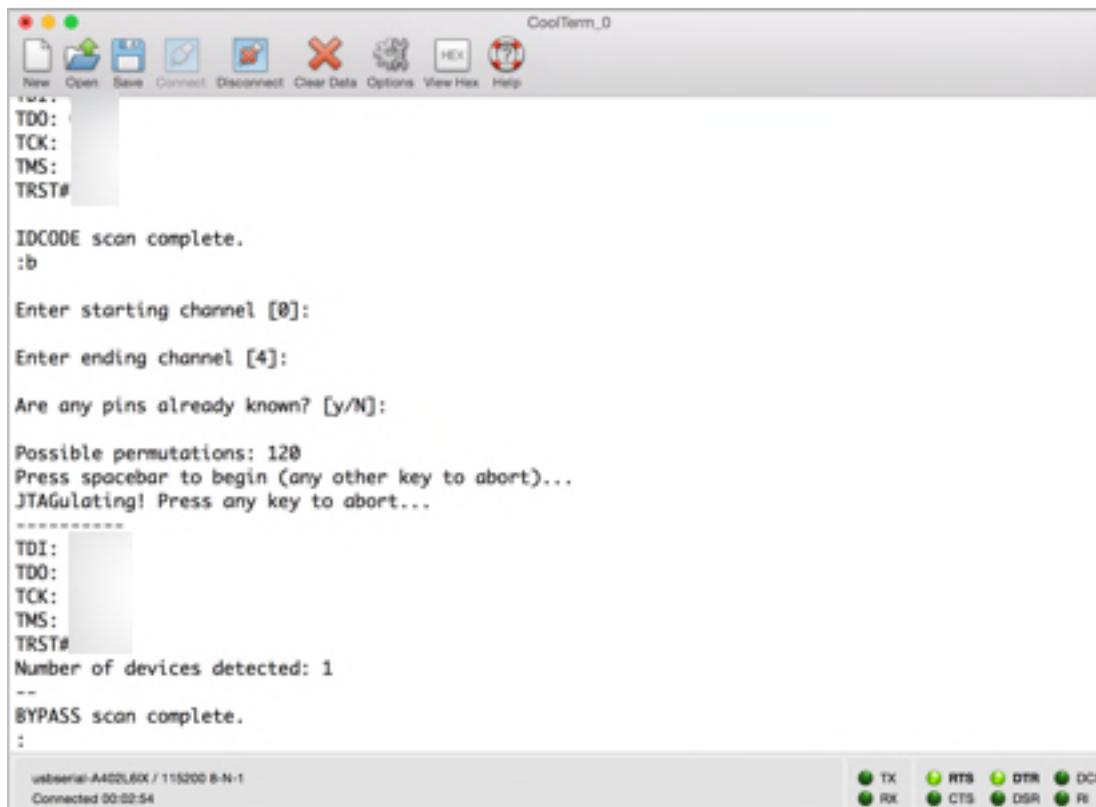 CoolTerm_0
New Open Save Connect Disconnect Clear Data Options View Hex Help
HEX
TDI:
TDO:
TCK:
TMS:
TRST#
IDCODE scan complete.
:b
Enter starting channel [0]:
Enter ending channel [4]:
Are any pins already known? [y/N]:
Possible permutations: 120
Press spacebar to begin (any other key to abort)...
JTAGulating! Press any key to abort...
----------
TDI:
TDO:
TCK:
TMS:
TRST#
Number of devices detected: 1
--
BYPASS scan complete.
:
usbserial-A402L6IX / 115200 8-N-1
Connected 00:02:54
TX RTS DTR DC
RX CTS DSR RI